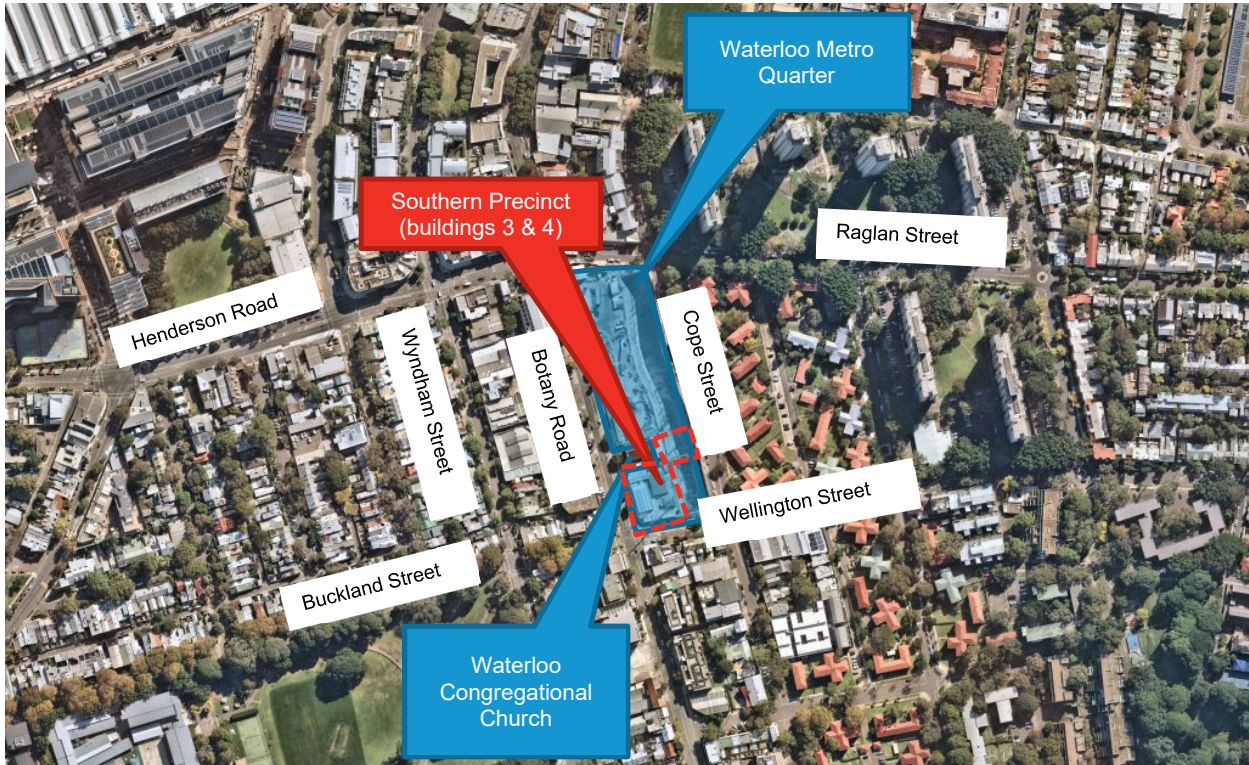 Waterloo Metro
Quarter
Southern Precinct
(buildings 3 & 4)
Raglan Street
Henderson Road
Wyndham Street
Botany Road
Cope Street
Wellington Street
Buckland Street
Waterloo
Congregational
Church